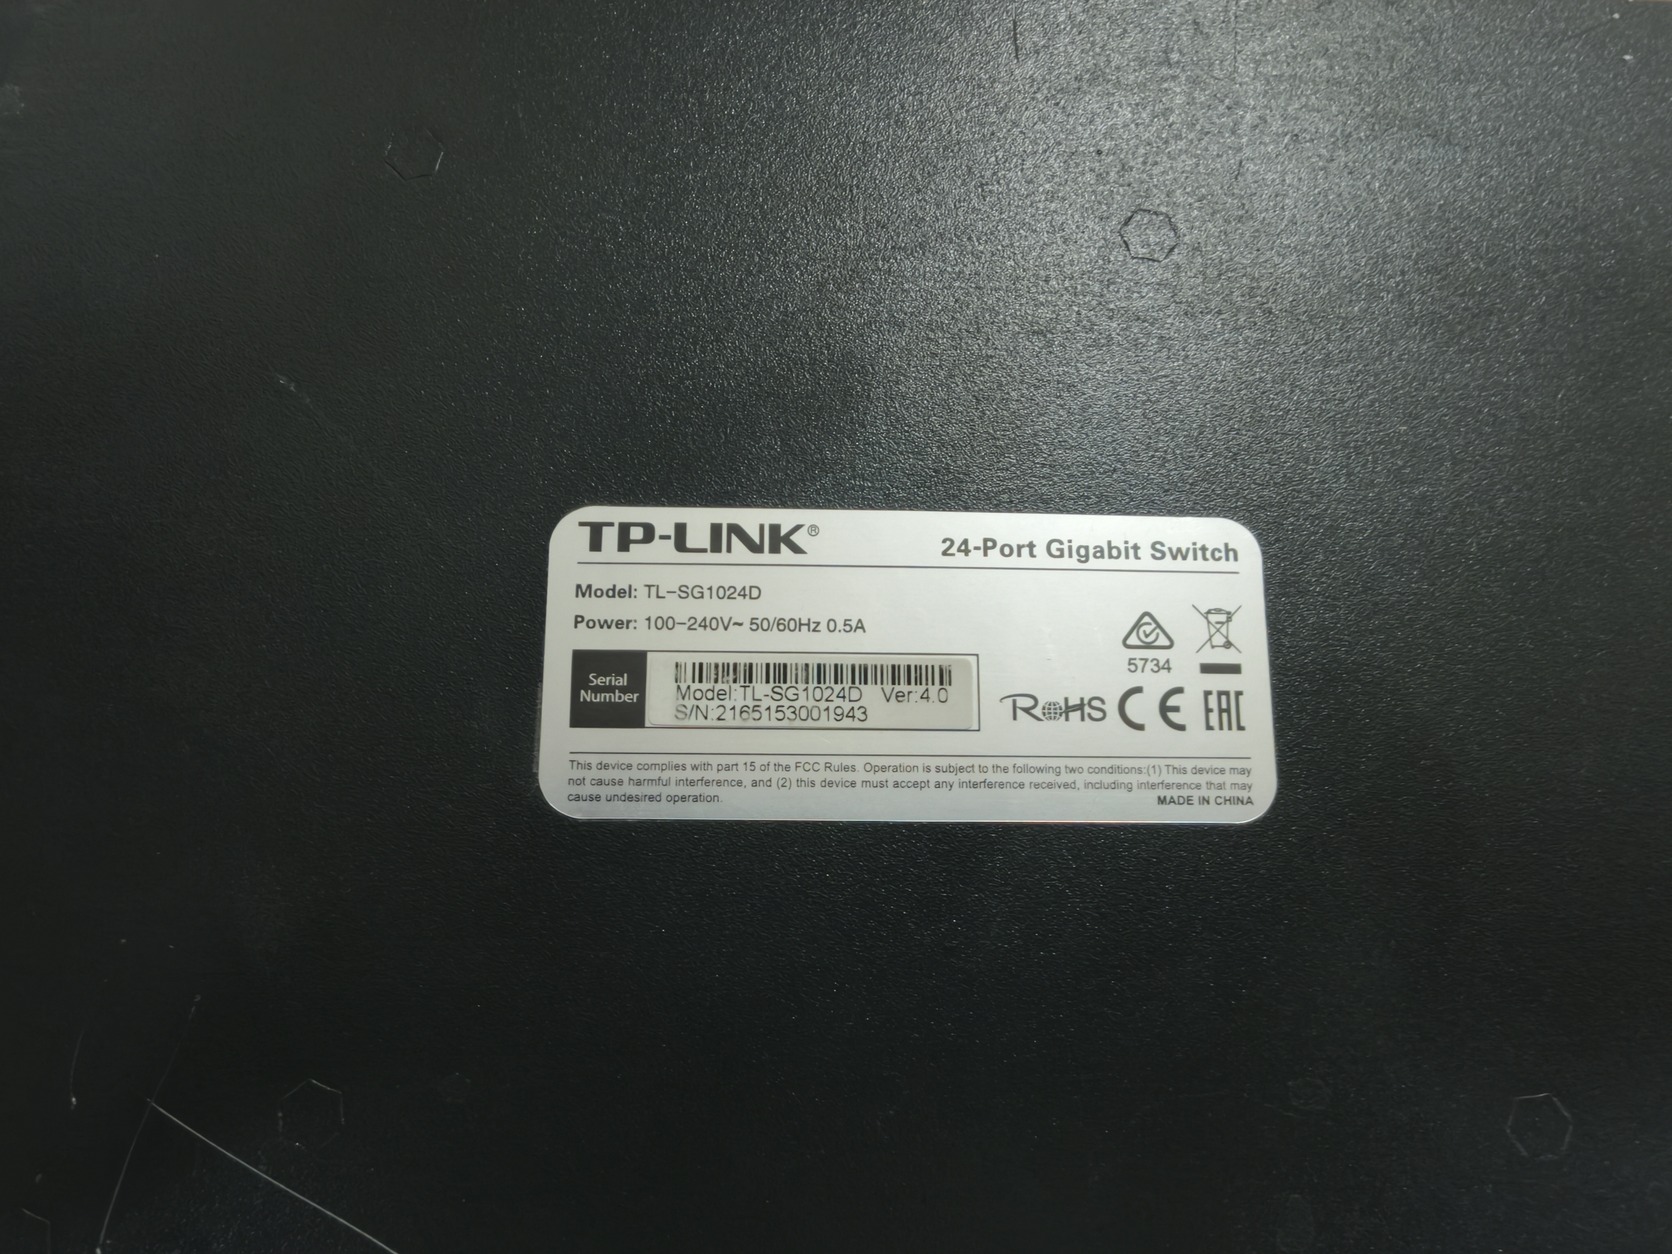 TP-LINK®
24-Port Gigabit Switch
Model: TL-SG1024D
Power: 100-240V~ 50/60Hz 0.5A
Serial
Number
Model:TL-SG1024D Ver:4.0
S/N:2165153001943
5734
RoHS CE EAC
This device complies with part 15 of the FCC Rules. Operation is subject to the following two conditions:(1) This device may
not cause harmful interference, and (2) this device must accept any interference received, including interference that may
cause undesired operation.
MADE IN CHINA